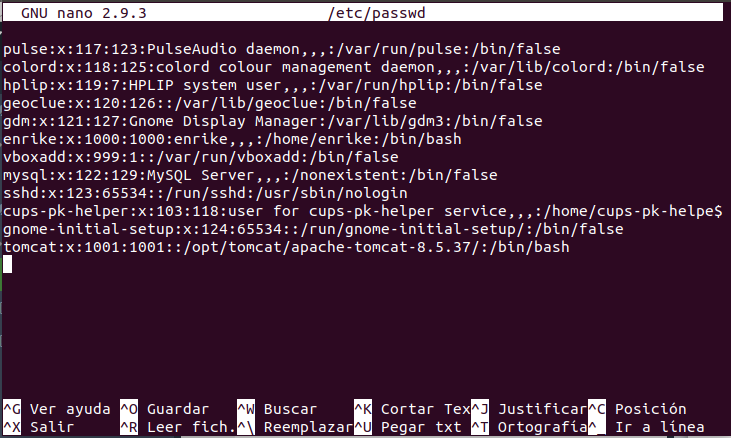 GNU nano 2.9.3 /etc/passwd
pulse:x:117:123:PulseAudio daemon,,,:/var/run/pulse:/bin/false
colord:x:118:125:colord colour management daemon,,,:/var/lib/colord:/bin/false
hplip:x:119:7:HPLIP system user,,,:/var/run/hplip:/bin/false
geoclue:x:120:126::/var/lib/geoclue:/bin/false
gdm:x:121:127:Gnome Display Manager:/var/lib/gdm3:/bin/false
enrike:x:1000:1000:enrike,,,:/home/enrike:/bin/bash
vboxadd:x:999:1::/var/run/vboxadd:/bin/false
mysql:x:122:129:MySQL Server,,,:/nonexistent:/bin/false
sshd:x:123:65534::/run/sshd:/usr/sbin/nologin
cups-pk-helper:x:103:118:user for cups-pk-helper service,,,:/home/cups-pk-helpe$
gnome-initial-setup:x:124:65534::/run/gnome-initial-setup/:/bin/false
tomcat:x:1001:1001::/opt/tomcat/apache-tomcat-8.5.37/:/bin/bash
^G Ver ayuda ^O Guardar ^W Buscar ^K Cortar Tex^J Justificar^C Posición
^X Salir ^R Leer fich.^\ Reemplazar^U Pegar txt ^T Ortografía^_ Ir a línea